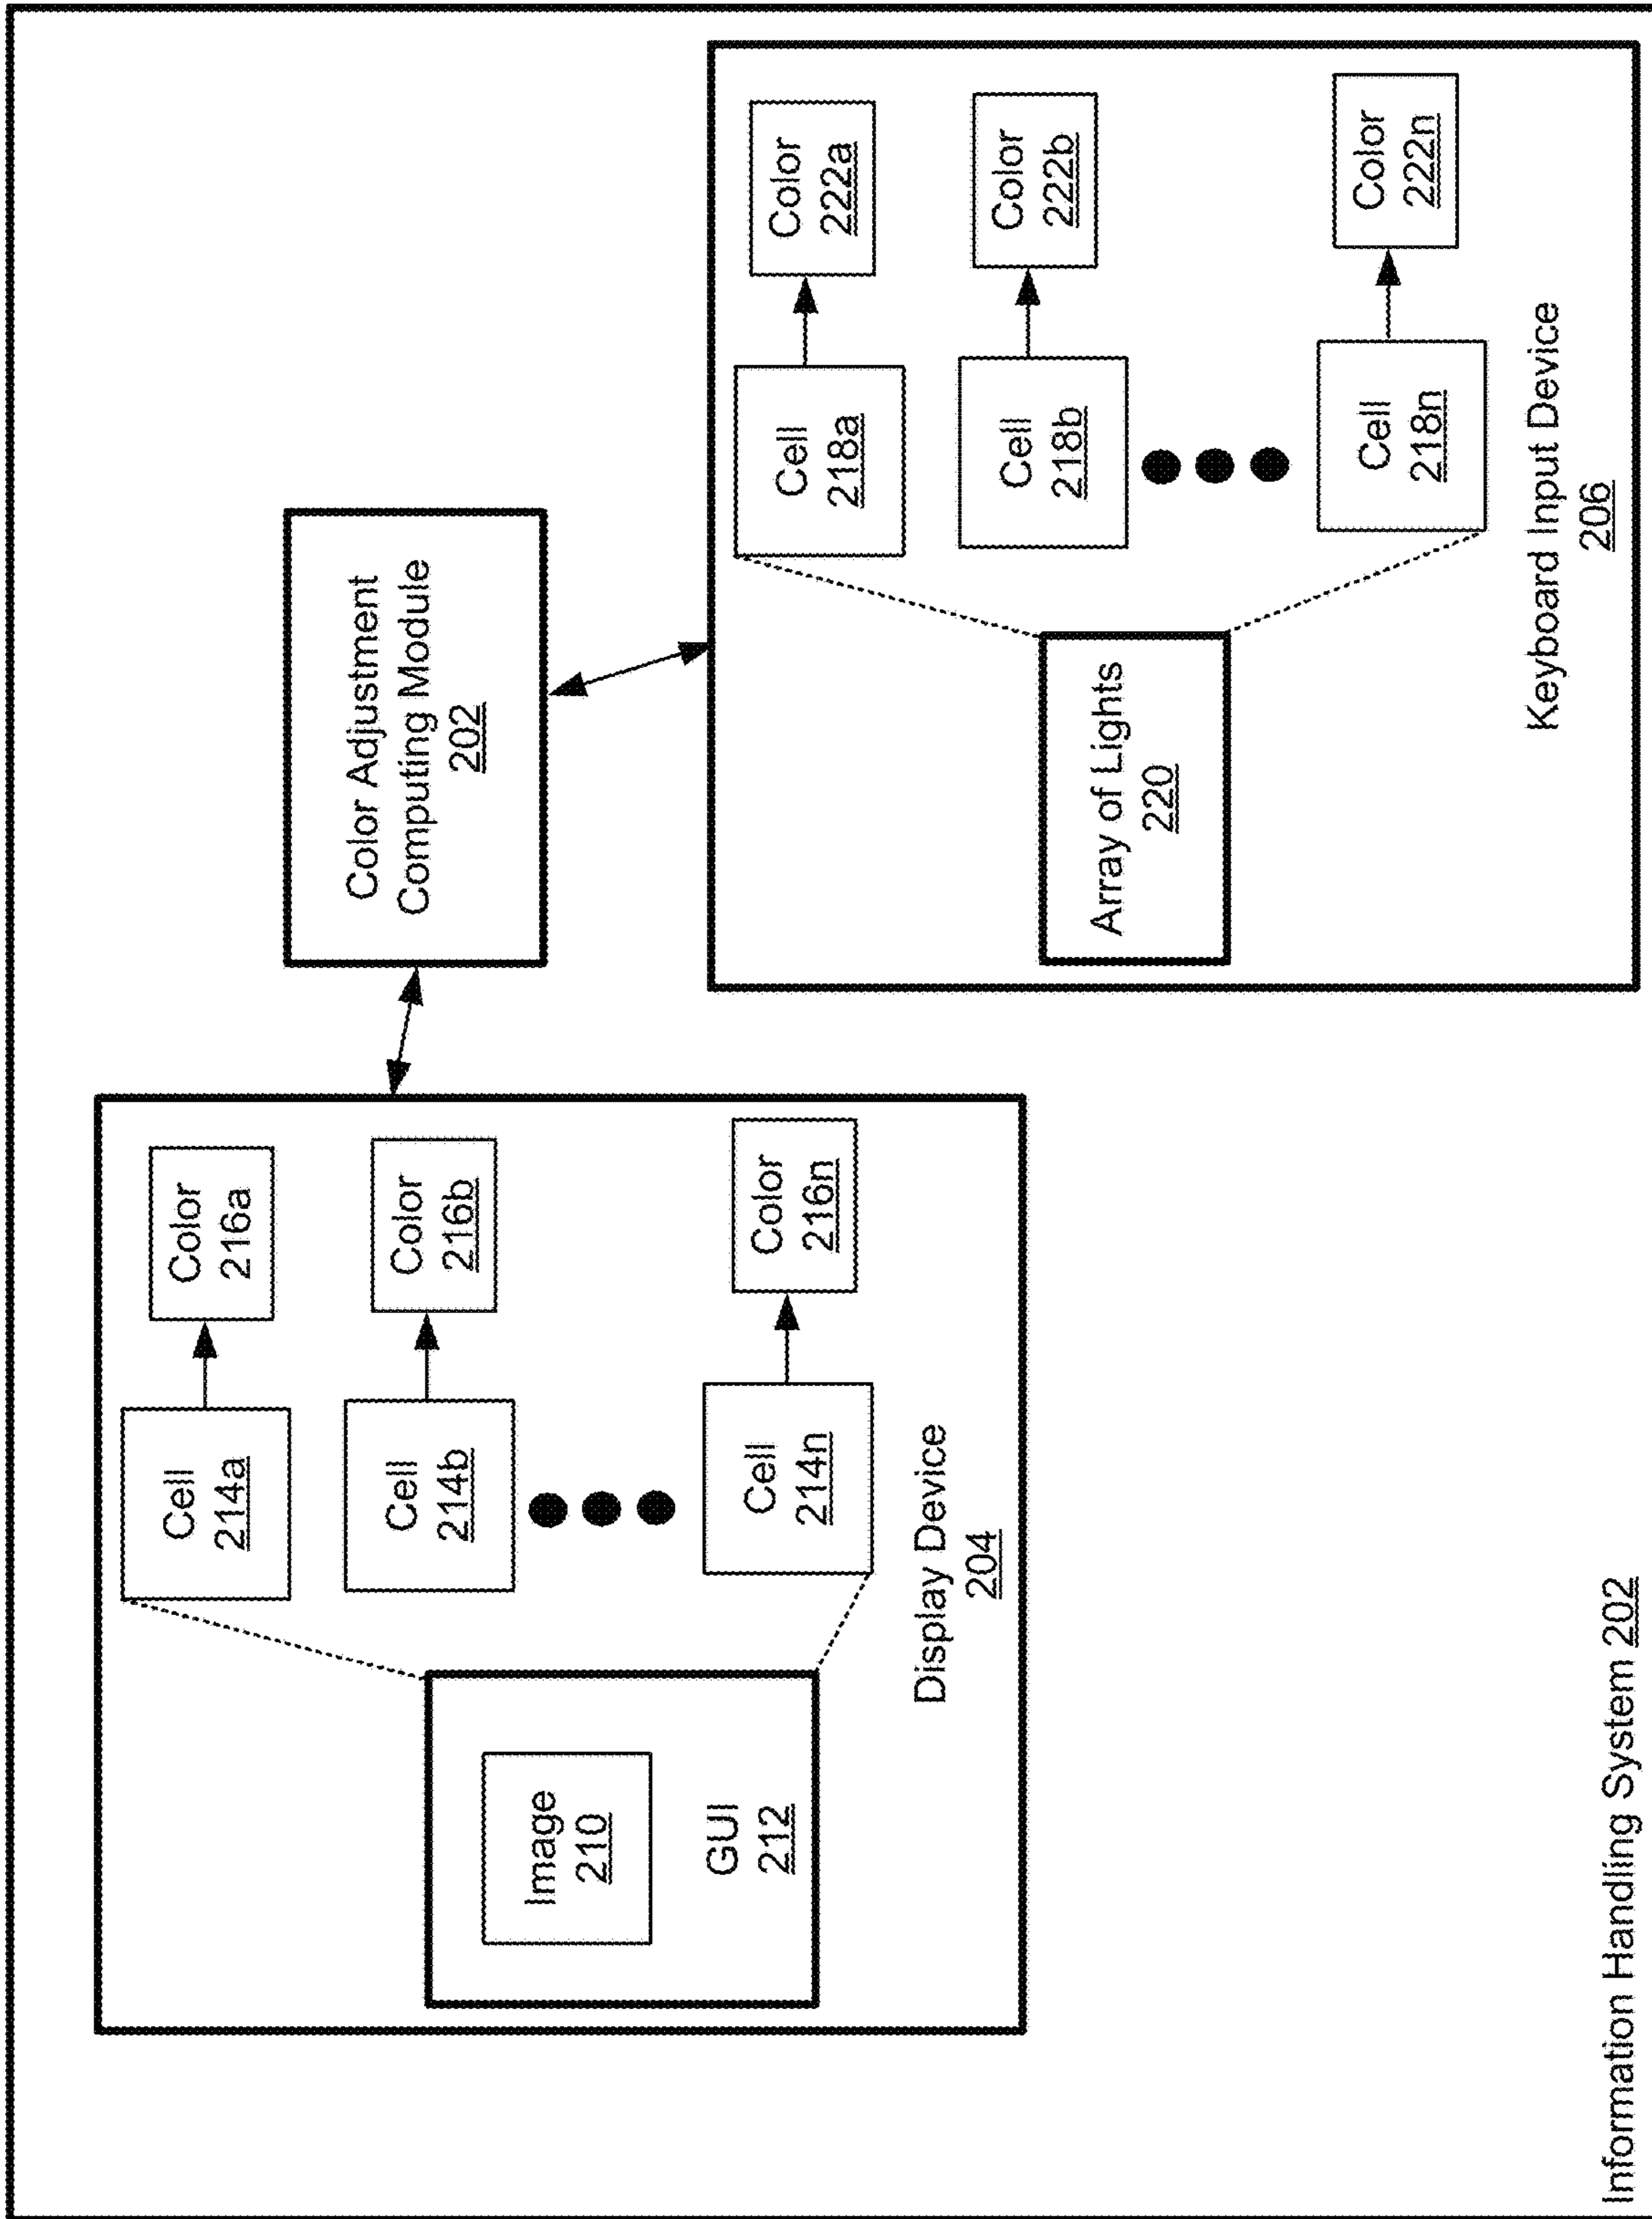 Color Adjustment
Computing Module
202
Cell
214a
Color
216a
Cell
214b
Color
216b
Cell
214n
Color
216n
Image
210
GUI
212
Display Device
204
Cell
218a
Color
222a
Cell
218b
Color
222b
Cell
218n
Color
222n
Array of Lights
220
Keyboard Input Device
206
Information Handling System 202